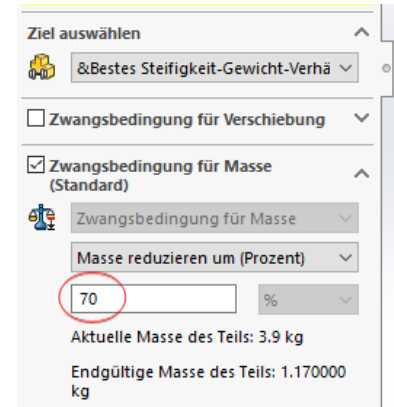 Ziel auswählen
&Bestes Steifigkeit-Gewicht-Verhä
Zwangsbedingung für Verschiebung
Zwangsbedingung für Masse
(Standard)
Zwangsbedingung für Masse
Masse reduzieren um (Prozent)
70 %
Aktuelle Masse des Teils: 3.9 kg
Endgültige Masse des Teils: 1.170000
kg